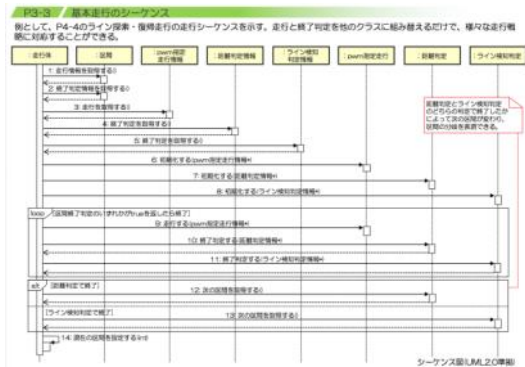 P3-3 基本走行のシーケンス
例として、P4-4のライン探索・復帰走行の走行シーケンスを示す。走行と終了判定を他のクラスに組み替えるだけで、様々な走行戦
略に対応することができる。
: 走行体
: 区間
: pwm指定
走行情報
: 距離判定情報
: ライン検知
判定情報
: pwm指定走行
: 距離判定
: ライン検知判定
1: 走行情報を取得する()
2: 終了判定情報を取得する()
3: 走行を取得する()
4: 終了判定を取得する()
5: 終了判定を取得する()
6: 初期化する(pwm指定走行情報*)
7: 初期化する(距離判定情報*)
8: 初期化する(ライン検知判定情報*)
距離判定とライン検知判定
のどちらの判定で終了したか
によって次の区間が変わり、
区間の分岐を表現できる。
loop [区間終了判定のいずれかがtrueを返したら終了]
9: 走行する(pwm指定走行情報*)
10: 終了判定する(距離判定情報*)
11: 終了判定する(ライン検知判定情報*)
alt [距離判定で終了]
12: 次の区間を取得する()
[ライン検知判定で終了]
13: 次の区間を取得する()
14: 現在の区間を設定する(int)
シーケンス図(UML2.0準拠)